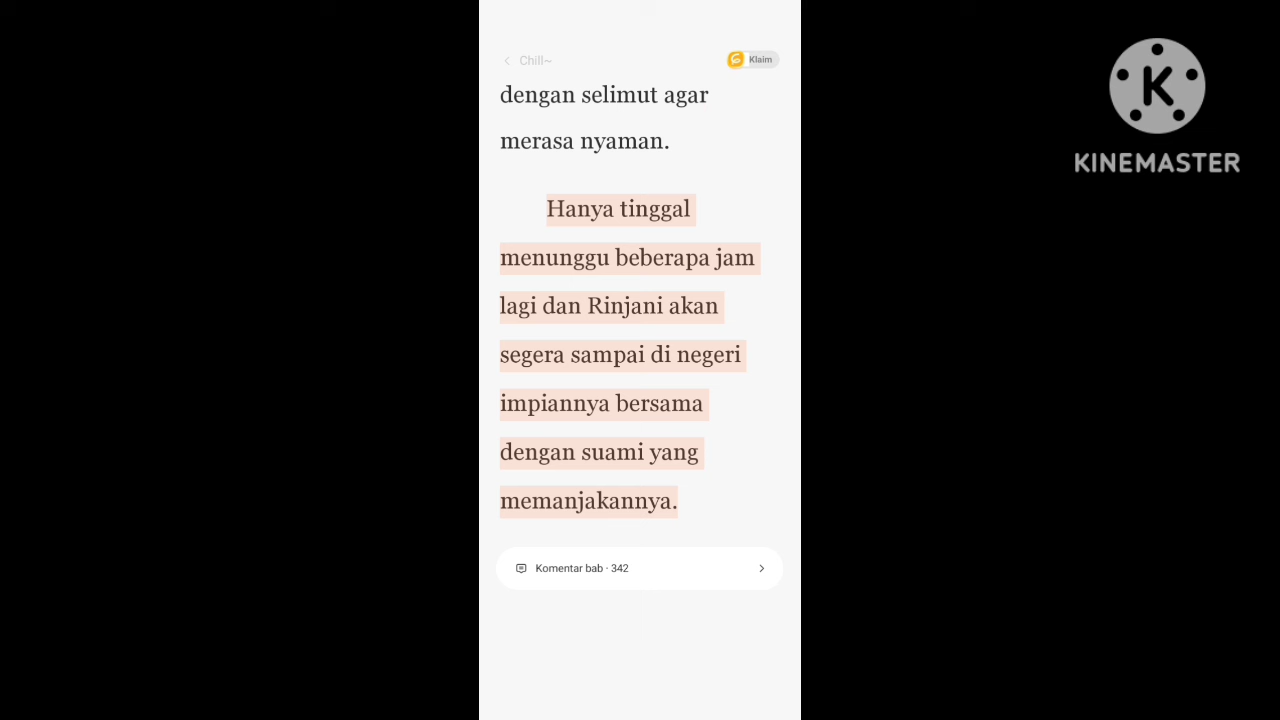 Chill~
Klaim
dengan selimut agar
merasa nyaman.
Hanya tinggal
menunggu beberapa jam
lagi dan Rinjani akan
segera sampai di negeri
impiannya bersama
dengan suami yang
memanjakannya.
Komentar bab · 342
K
KINEMASTER